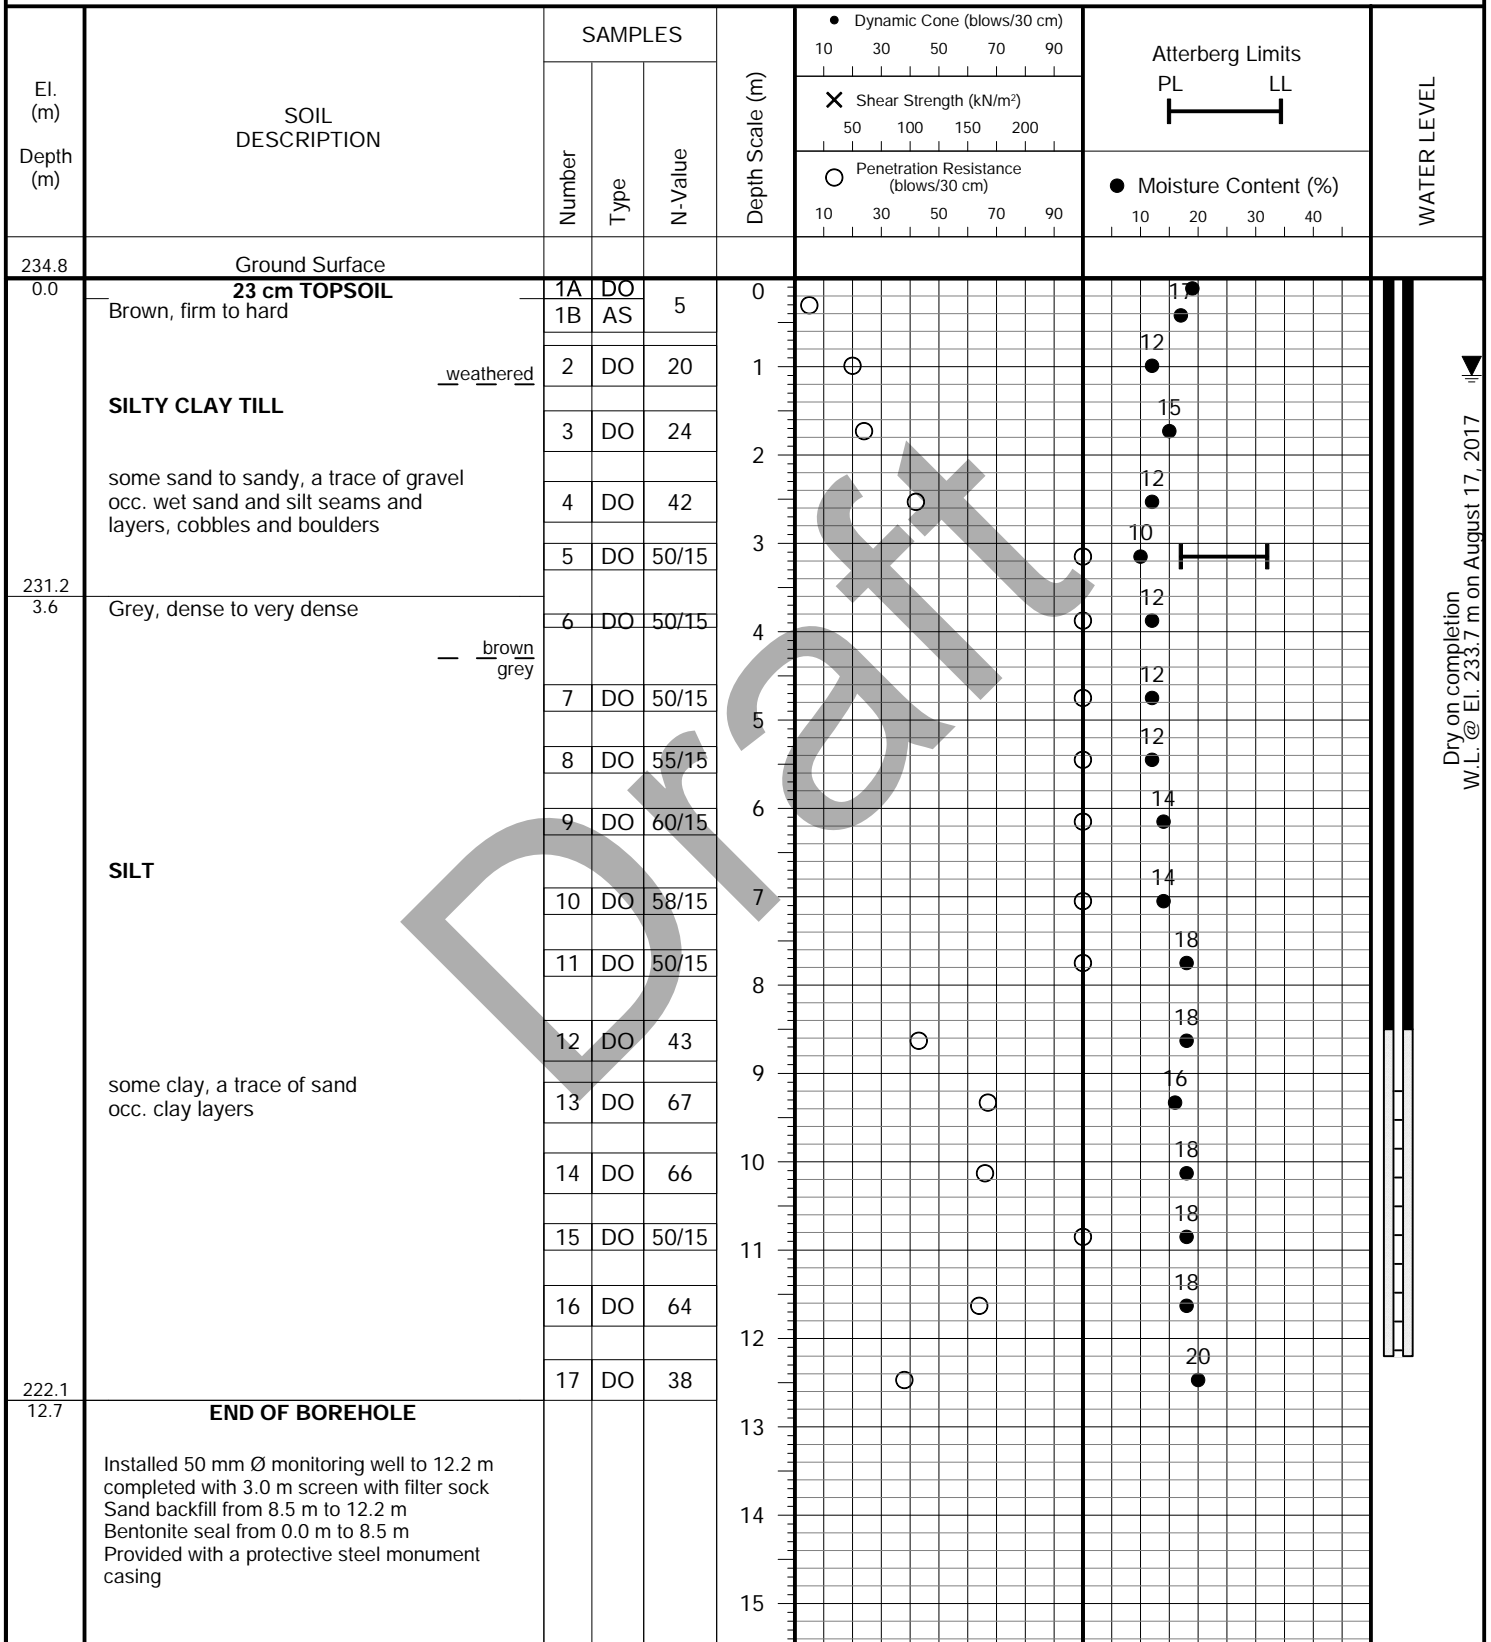 El.
(m)
Depth
(m)
SOIL
DESCRIPTION
SAMPLES
Number
Type
N-Value
Depth Scale (m)
Dynamic Cone (blows/30 cm)
10 30 50 70 90
Shear Strength (kN/m²)
50 100 150 200
Penetration Resistance
(blows/30 cm)
10 30 50 70 90
Atterberg Limits
PL LL
Moisture Content (%)
10 20 30 40
WATER LEVEL
234.8 Ground Surface
0.0 23 cm TOPSOIL 1A DO 5 0
Brown, firm to hard 1B AS 17
weathered 2 DO 20 1 12
SILTY CLAY TILL
3 DO 24 15
2
some sand to sandy, a trace of gravel
occ. wet sand and silt seams and
layers, cobbles and boulders
4 DO 42 12
3
5 DO 50/15 10
231.2
3.6 Grey, dense to very dense
6 DO 50/15 4 12
brown
grey
7 DO 50/15 12
5
8 DO 55/15 12
6
9 DO 60/15 14
SILT
10 DO 58/15 7 14
11 DO 50/15 18
8
12 DO 43 18
9
some clay, a trace of sand
occ. clay layers
13 DO 67 16
10
14 DO 66 18
15 DO 50/15 18
11
16 DO 64 18
12
17 DO 38 20
222.1
12.7 END OF BOREHOLE
13
Installed 50 mm Ø monitoring well to 12.2 m
completed with 3.0 m screen with filter sock
Sand backfill from 8.5 m to 12.2 m
Bentonite seal from 0.0 m to 8.5 m
Provided with a protective steel monument
casing
14
15
Dry on completion
W.L. @ El. 233.7 m on August 17, 2017
Draft